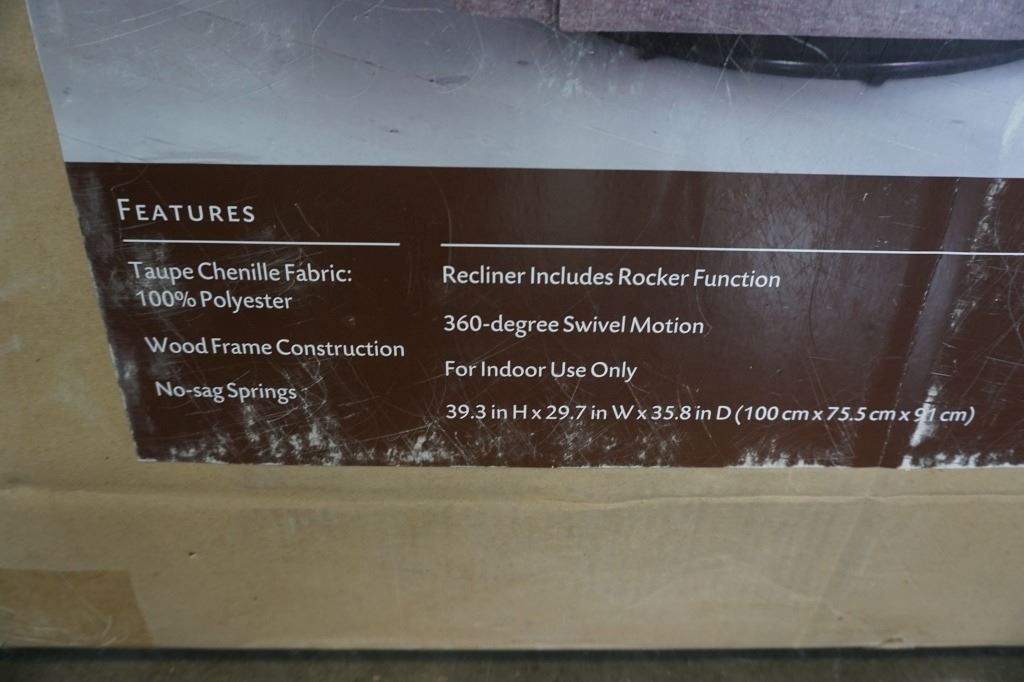 FEATURES
Taupe Chenille Fabric:
100% Polyester
Wood Frame Construction
No-sag Springs
Recliner Includes Rocker Function
360-degree Swivel Motion
For Indoor Use Only
39.3 in H x 29.7 in W x 35.8 in D (100 cm x 75.5 cm x 91 cm)